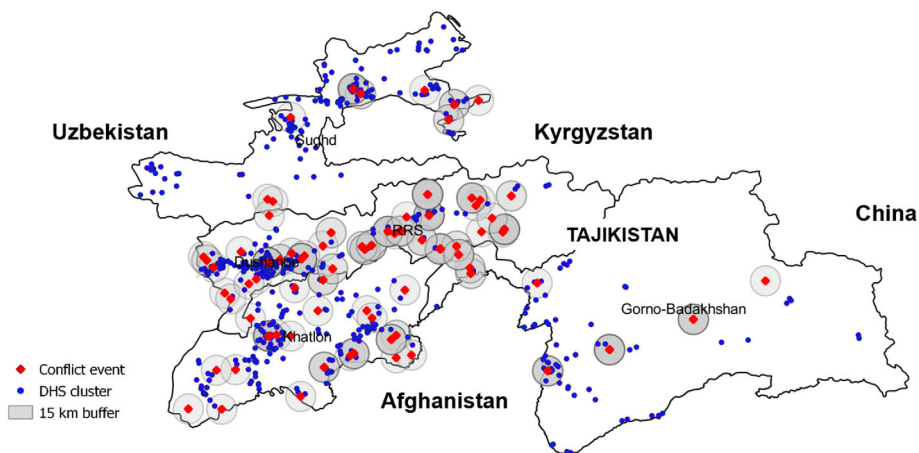 Uzbekistan
Kyrgyzstan
Sughd
China
RRS
TAJIKISTAN
Dushanbe
Gorno-Badakhshan
Khatlon
Conflict event
DHS cluster
15 km buffer
Afghanistan